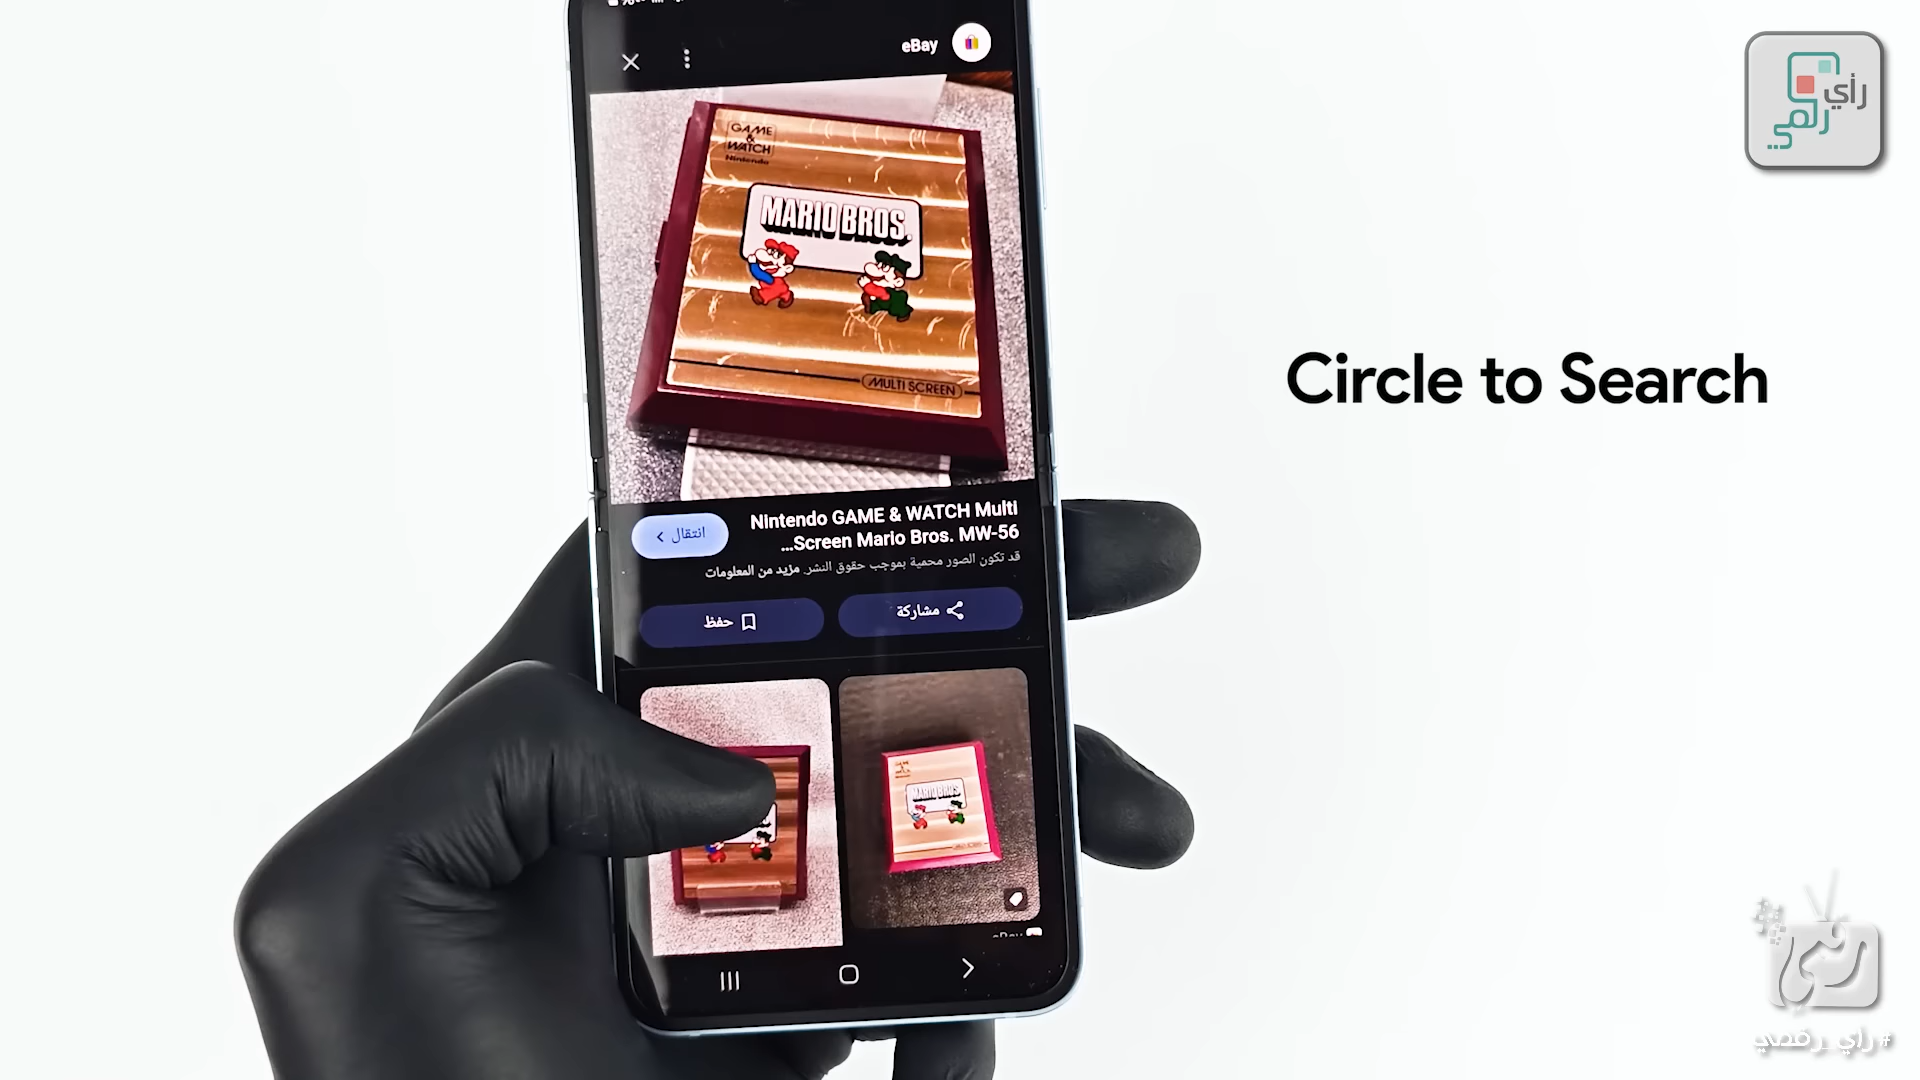 eBay
GAME
&
WATCH
Nintendo
MARIO BROS.
MULTI SCREEN
Nintendo GAME & WATCH Multi
Screen Mario Bros. MW-56...
انتقال
قد تكون الصور محمية بموجب حقوق النشر. مزيد من المعلومات
مشاركة
حفظ
MARIO BROS.
eBay
Circle to Search
رأي
رقمي
رقمي
#رأي_رقمي